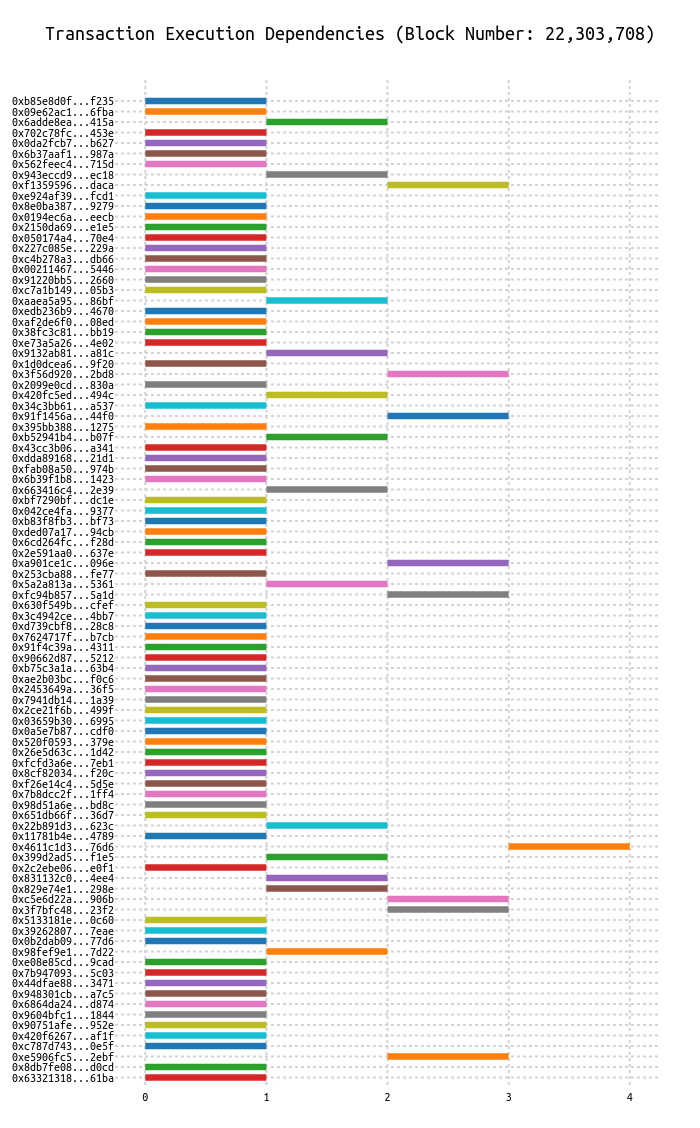 Transaction Execution Dependencies (Block Number: 22,303,708)
0xb85e8d0f...f235
0x09e62ac1...6fba
0x6adde8ea...415a
0x702c78fc...453e
0x0da2fcb7...b627
0x6b37aaf1...987a
0x562feec4...715d
0x943eccd9...ec18
0xf1359596...daca
0xe924af39...fcd1
0x8e0ba387...9279
0x0194ec6a...eecb
0x2150da69...e1e5
0x050174a4...70e4
0x227c085e...229a
0xc4b278a3...db66
0x00211467...5446
0x91220bb5...2660
0xc7a1b149...05b3
0xaaea5a95...86bf
0xedb236b9...4670
0xaf2de6f0...08ed
0x38fc3c81...bb19
0xe73a5a26...4e02
0x9132ab81...a81c
0x1d0dcea6...9f20
0x3f56d920...2bd8
0x2099e0cd...830a
0x420fc5ed...494c
0x34c3bb61...a537
0x91f1456a...44f0
0x395bb388...1275
0xb52941b4...b07f
0x43cc3b06...a341
0xdda89168...21d1
0xfab08a50...974b
0x6b39f1b8...1423
0x663416c4...2e39
0xbf7290bf...dc1e
0x042ce4fa...9377
0xb83f8fb3...bf73
0xded07a17...94cb
0x6cd264fc...f28d
0x2e591aa0...637e
0xa901ce1c...096e
0x253cba88...fe77
0x5a2a813a...5361
0xfc94b857...5a1d
0x630f549b...cfef
0x3c4942ce...4bb7
0xd739cbf8...28c8
0x7624717f...b7cb
0x91f4c39a...4311
0x90662d87...5212
0xb75c3a1a...63b4
0xae2b03bc...f0c6
0x2453649a...36f5
0x7941db14...1a39
0x2ce21f6b...499f
0x03659b30...6995
0x0a5e7b87...cdf0
0x520f0593...379e
0x26e5d63c...1d42
0xfcfd3a6e...7eb1
0x8cf82034...f20c
0xf26e14c4...5d5e
0x7b8dcc2f...1ff4
0x98d51a6e...bd8c
0x651db66f...36d7
0x22b891d3...623c
0x11781b4e...4789
0x4611c1d3...76d6
0x399d2ad5...f1e5
0x2c2ebe06...e0f1
0x831132c0...4ee4
0x829e74e1...298e
0xc5e6d22a...906b
0x3f7bfc48...23f2
0x5133181e...0c60
0x39262807...7eae
0x0b2dab09...77d6
0x98fef9e1...7d22
0xe08e85cd...9cad
0x7b947093...5c03
0x44dfae88...3471
0x948301cb...a7c5
0x6864da24...d874
0x9604bfc1...1844
0x90751afe...952e
0x420f6267...af1f
0xc787d743...0e5f
0xe5906fc5...2ebf
0x8db7fe08...d0cd
0x63321318...61ba
0 1 2 3 4